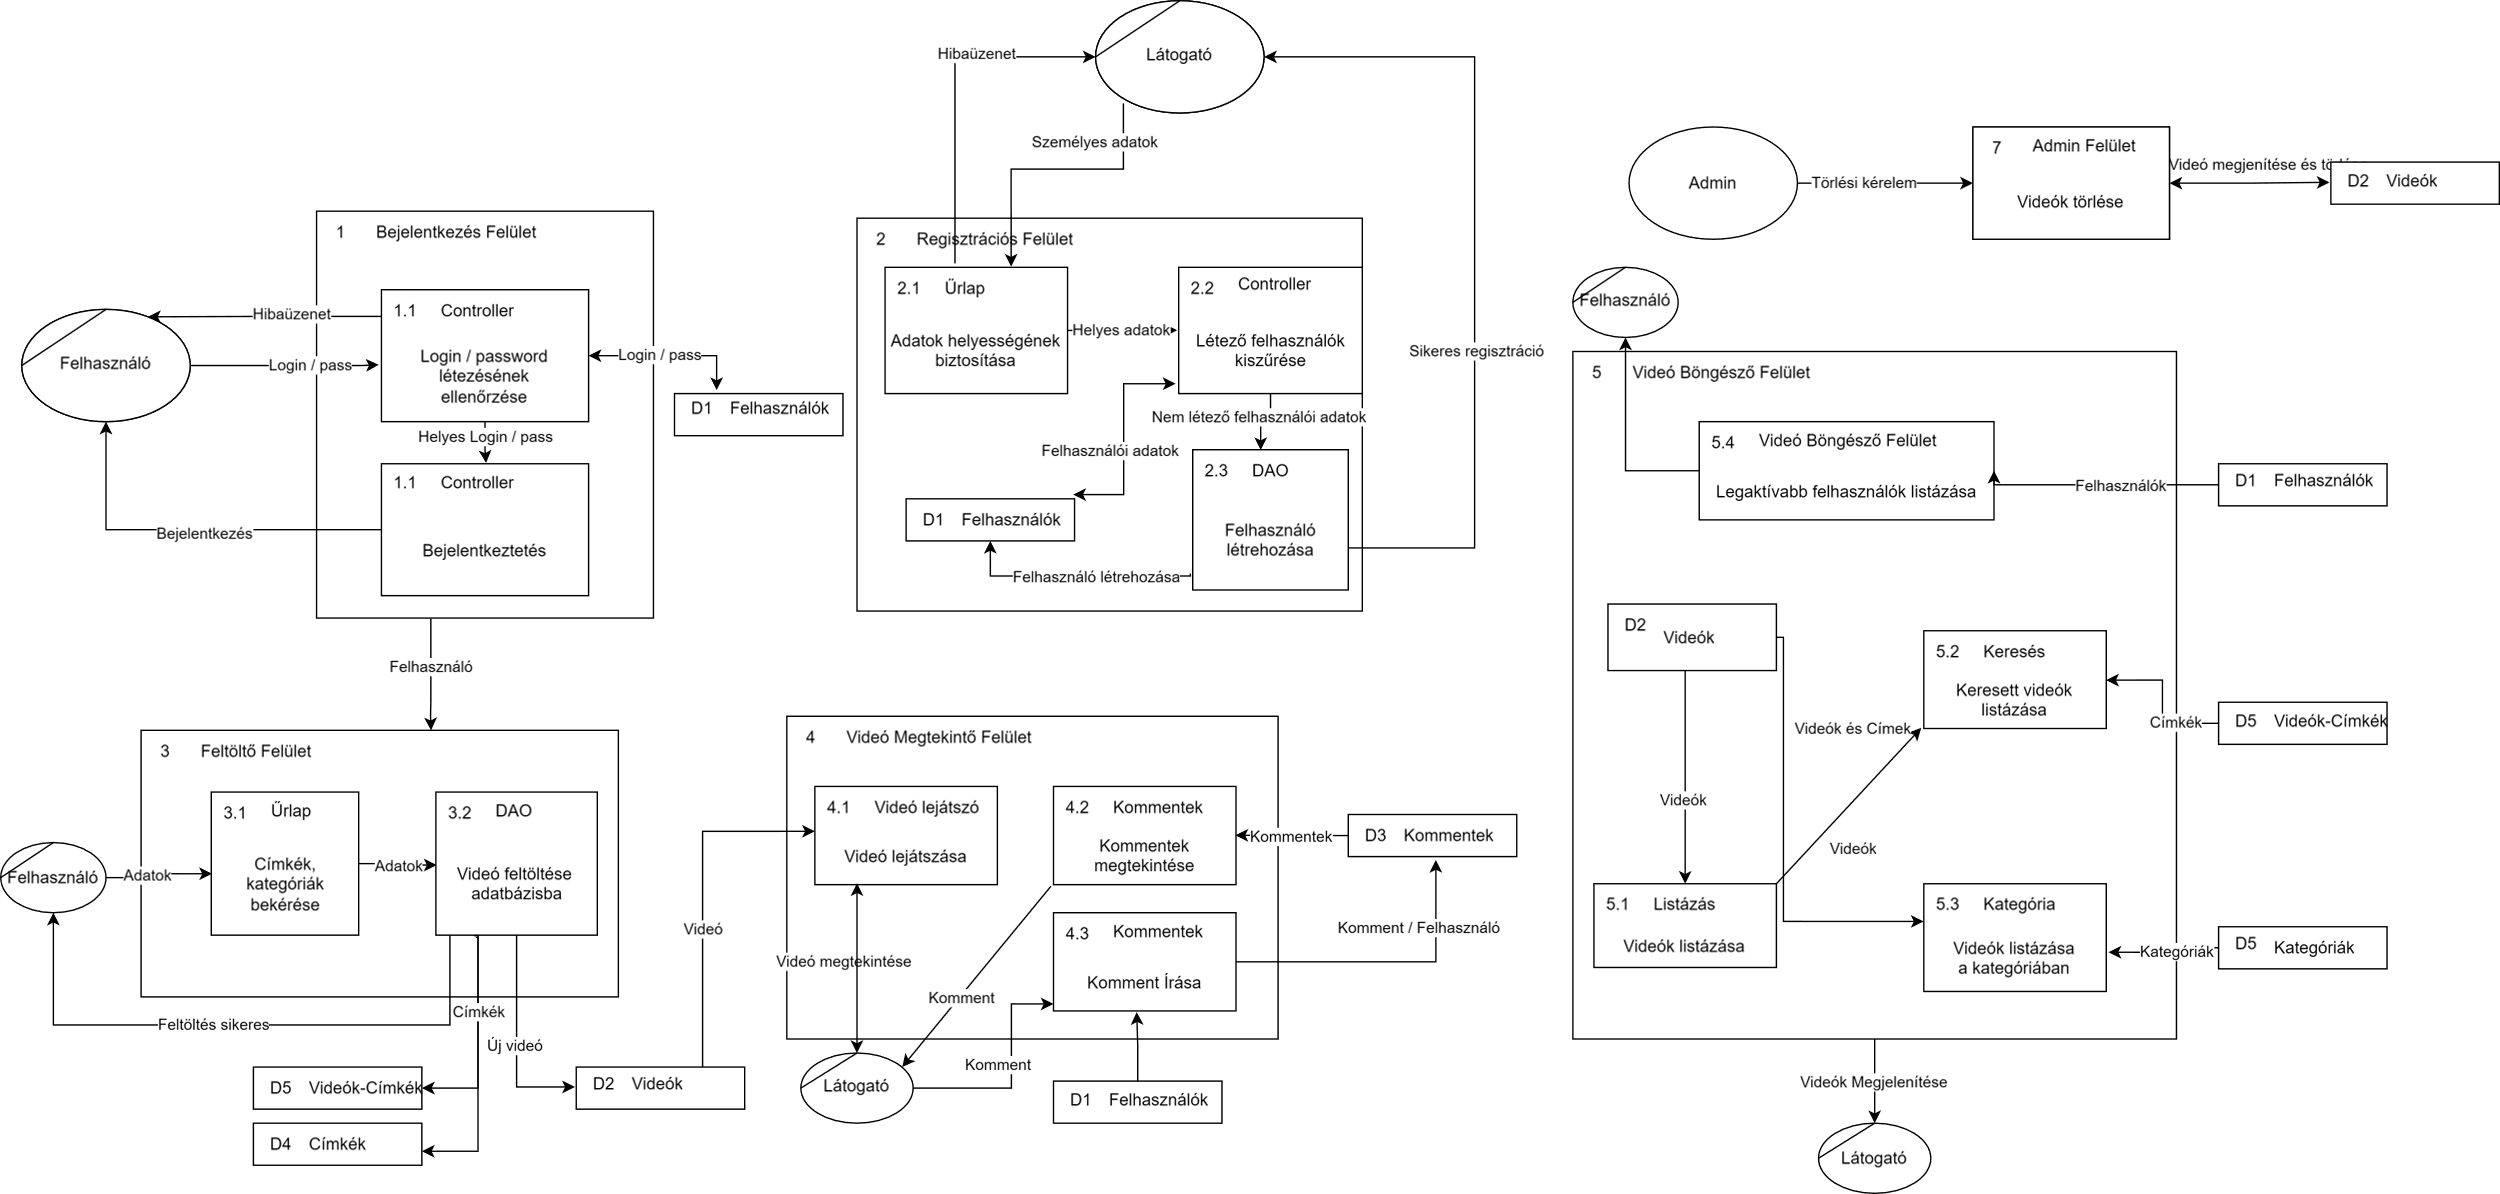 Látogató
Hibaüzenet
Személyes adatok
Sikeres regisztráció
1 Bejelentkezés Felület
1.1 Controller
Login / password
létezésének
ellenőrzése
Hibaüzenet
Felhasználó
Login / pass
Login / pass
D1 Felhasználók
Helyes Login / pass
1.1 Controller
Bejelentkeztetés
Bejelentkezés
Felhasználó
2 Regisztrációs Felület
2.1 Űrlap
Adatok helyességének
biztosítása
Helyes adatok
2.2 Controller
Létező felhasználók
kiszűrése
Nem létező felhasználói adatok
Felhasználói adatok
D1 Felhasználók
2.3 DAO
Felhasználó
létrehozása
Felhasználó létrehozása
3 Feltöltő Felület
3.1 Űrlap
Címkék,
kategóriák
bekérése
Felhasználó
Adatok
Adatok
3.2 DAO
Videó feltöltése
adatbázisba
Feltöltés sikeres
Címkék
Új videó
D5 Videók-Címkék
D4 Címkék
D2 Videók
Videó
4 Videó Megtekintő Felület
4.1 Videó lejátszó
Videó lejátszása
4.2 Kommentek
Kommentek
megtekintése
Kommentek
D3 Kommentek
4.3 Kommentek
Komment Írása
Komment / Felhasználó
Videó megtekintése
Komment
Komment
Látogató
D1 Felhasználók
Admin
Törlési kérelem
7 Admin Felület
Videók törlése
Videó megjenítése és
D2 Videók
Felhasználó
5 Videó Böngésző Felület
5.4 Videó Böngésző Felület
Legaktívabb felhasználók listázása
Felhasználók
D1 Felhasználók
D2 Videók
5.2 Keresés
Keresett videók
listázása
Címkék
D5 Videók-Címkék
Videók és Címek
Videók
Videók
5.1 Listázás
Videók listázása
5.3 Kategória
Videók listázása
a kategóriában
Kategóriák
D5 Kategóriák
Videók Megjelenítése
Látogató